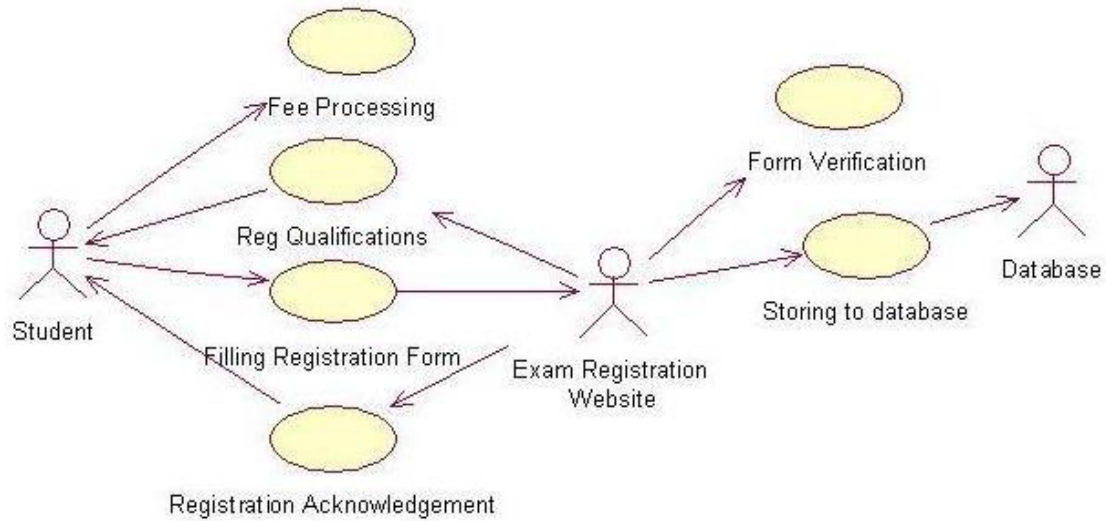 Fee Processing
Form Verification
Reg Qualifications
Database
Storing to database
Student
Filling Registration Form
Exam Registration
Website
Registration Acknowledgement